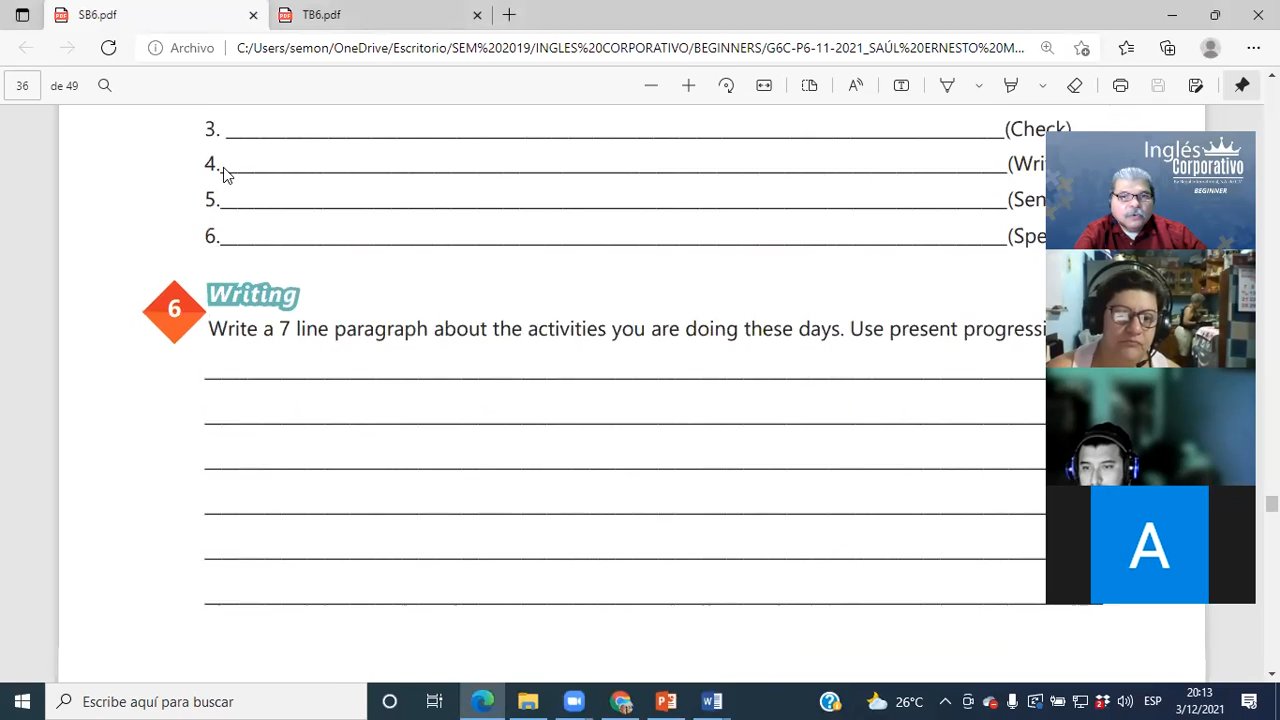 SB6.pdf
TB6.pdf
Archivo
C:/Users/semon/OneDrive/Escritorio/SEM%202019/INGLES%20CORPORATIVO/BEGINNERS/G6C-P6-11-2021_SAÚL%20ERNESTO%20M...
36 de 49
3. (Check)
4. (Wri
5. (Sen
6. (Spe
6 Writing
Write a 7 line paragraph about the activities you are doing these days. Use present progressi
Inglés
Corporativo
BEGINNER
A
Escribe aquí para buscar
26°C
ESP
20:13
3/12/2021